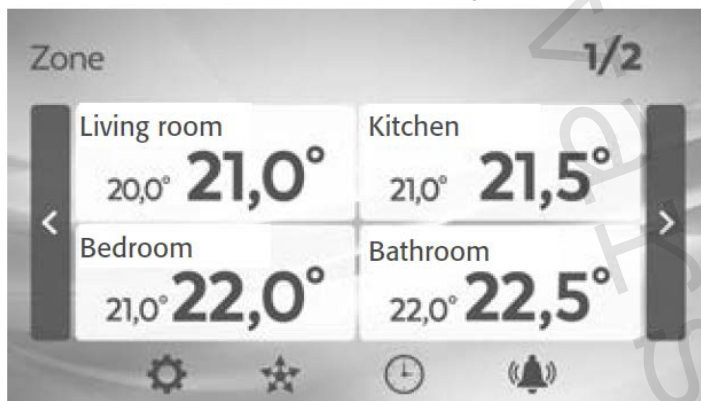 Zone 1/2
Living room
20,0° 21,0°
Kitchen
21,0° 21,5°
Bedroom
21,0° 22,0°
Bathroom
22,0° 22,5°